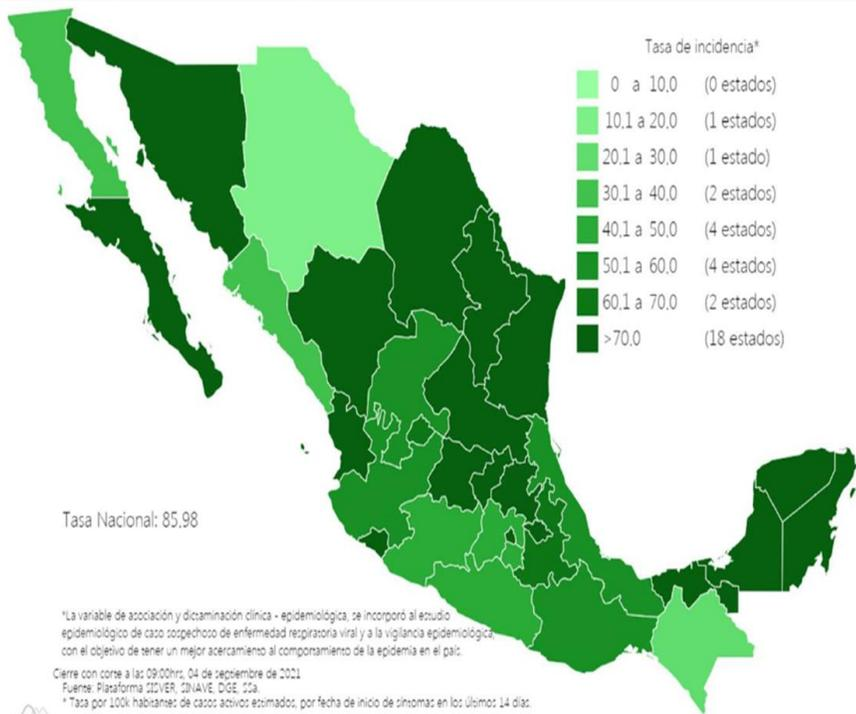 Tasa de incidencia*
0 a 10,0 (0 estados)
10,1 a 20,0 (1 estados)
20,1 a 30,0 (1 estado)
30,1 a 40,0 (2 estados)
40,1 a 50,0 (4 estados)
50,1 a 60,0 (4 estados)
60,1 a 70,0 (2 estados)
>70,0 (18 estados)
Tasa Nacional: 85.98
*La variable de asociación y dictaminación clínica - epidemiológica, se incorporó al estudio
epidemiológico de caso sospechoso de enfermedad respiratoria viral y a la vigilancia epidemiológica,
con el objetivo de tener un mejor acercamiento al comportamiento de la epidemia en el país.
Cierre con corte a las 09:00hrs, 04 de septiembre de 2021
Fuente: Plataforma SISVER, SINAVE, DGE, SSa.
* Tasa por 100k habitantes de casos activos estimados, por fecha de inicio de síntomas en los últimos 14 días.